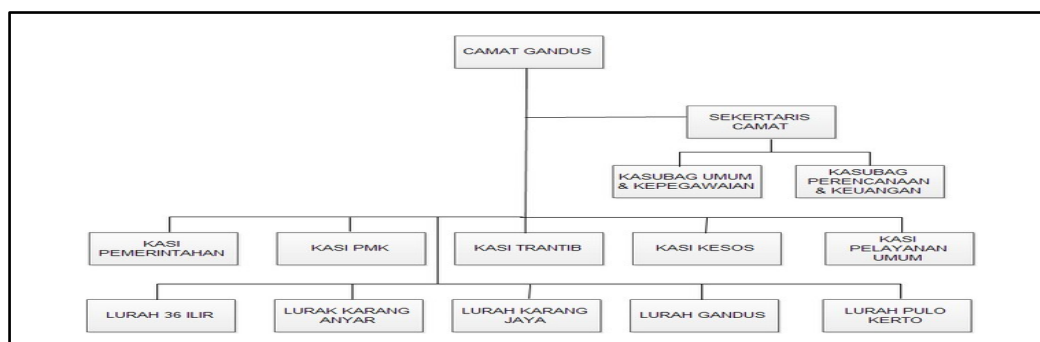 CAMAT GANDUS
SEKERTARIS
CAMAT
KASUBAG UMUM
& KEPEGAWAIAN
KASUBAG
PERENCANAAN
& KEUANGAN
KASI
PEMERINTAHAN
KASI PMK
KASI TRANTIB
KASI KESOS
KASI
PELAYANAN
UMUM
LURAH 36 ILIR
LURAK KARANG
ANYAR
LURAH KARANG
JAYA
LURAH GANDUS
LURAH PULO
KERTO